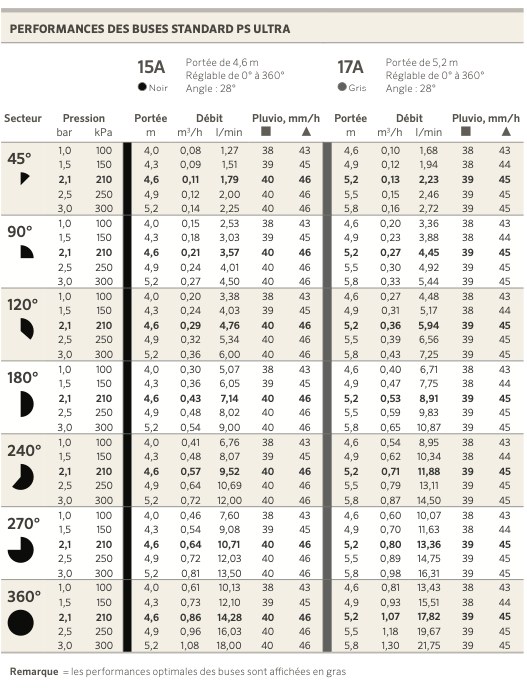 PERFORMANCES DES BUSES STANDARD PS ULTRA
15A Portée de 4,6 m Réglable de 0° à 360° Angle : 28° Noir
17A Portée de 5,2 m Réglable de 0° à 360° Angle : 28° Gris
Secteur Pression Portée Débit Pluvio, mm/h Portée Débit Pluvio, mm/h
bar kPa m m³/h l/min ■ ▲ m m³/h l/min ■ ▲
45°
1,0 100 4,0 0,08 1,27 38 43 4,6 0,10 1,68 38 43
1,5 150 4,3 0,09 1,51 39 45 4,9 0,12 1,94 38 44
2,1 210 4,6 0,11 1,79 40 46 5,2 0,13 2,23 39 45
2,5 250 4,9 0,12 2,00 40 46 5,5 0,15 2,46 39 45
3,0 300 5,2 0,14 2,25 40 46 5,8 0,16 2,72 39 45
90°
1,0 100 4,0 0,15 2,53 38 43 4,6 0,20 3,36 38 43
1,5 150 4,3 0,18 3,03 39 45 4,9 0,23 3,88 38 44
2,1 210 4,6 0,21 3,57 40 46 5,2 0,27 4,45 39 45
2,5 250 4,9 0,24 4,01 40 46 5,5 0,30 4,92 39 45
3,0 300 5,2 0,27 4,50 40 46 5,8 0,33 5,44 39 45
120°
1,0 100 4,0 0,20 3,38 38 43 4,6 0,27 4,48 38 43
1,5 150 4,3 0,24 4,03 39 45 4,9 0,31 5,17 38 44
2,1 210 4,6 0,29 4,76 40 46 5,2 0,36 5,94 39 45
2,5 250 4,9 0,32 5,34 40 46 5,5 0,39 6,56 39 45
3,0 300 5,2 0,36 6,00 40 46 5,8 0,43 7,25 39 45
180°
1,0 100 4,0 0,30 5,07 38 43 4,6 0,40 6,71 38 43
1,5 150 4,3 0,36 6,05 39 45 4,9 0,47 7,75 38 44
2,1 210 4,6 0,43 7,14 40 46 5,2 0,53 8,91 39 45
2,5 250 4,9 0,48 8,02 40 46 5,5 0,59 9,83 39 45
3,0 300 5,2 0,54 9,00 40 46 5,8 0,65 10,87 39 45
240°
1,0 100 4,0 0,41 6,76 38 43 4,6 0,54 8,95 38 43
1,5 150 4,3 0,48 8,07 39 45 4,9 0,62 10,34 38 44
2,1 210 4,6 0,57 9,52 40 46 5,2 0,71 11,88 39 45
2,5 250 4,9 0,64 10,69 40 46 5,5 0,79 13,11 39 45
3,0 300 5,2 0,72 12,00 40 46 5,8 0,87 14,50 39 45
270°
1,0 100 4,0 0,46 7,60 38 43 4,6 0,60 10,07 38 43
1,5 150 4,3 0,54 9,08 39 45 4,9 0,70 11,63 38 44
2,1 210 4,6 0,64 10,71 40 46 5,2 0,80 13,36 39 45
2,5 250 4,9 0,72 12,03 40 46 5,5 0,89 14,75 39 45
3,0 300 5,2 0,81 13,50 40 46 5,8 0,98 16,31 39 45
360°
1,0 100 4,0 0,61 10,13 38 43 4,6 0,81 13,43 38 43
1,5 150 4,3 0,73 12,10 39 45 4,9 0,93 15,51 38 44
2,1 210 4,6 0,86 14,28 40 46 5,2 1,07 17,82 39 45
2,5 250 4,9 0,96 16,03 40 46 5,5 1,18 19,67 39 45
3,0 300 5,2 1,08 18,00 40 46 5,8 1,30 21,75 39 45
Remarque = les performances optimales des buses sont affichées en gras